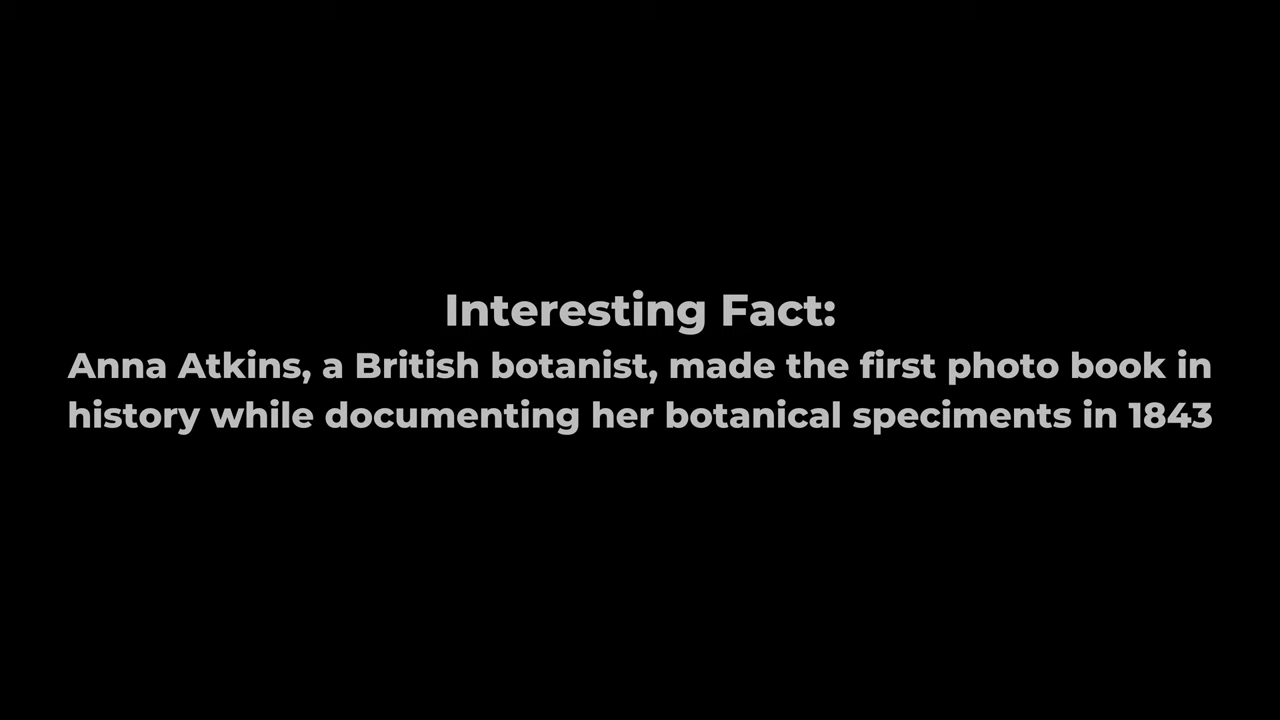 Interesting Fact:
Anna Atkins, a British botanist, made the first photo book in
history while documenting her botanical speciments in 1843